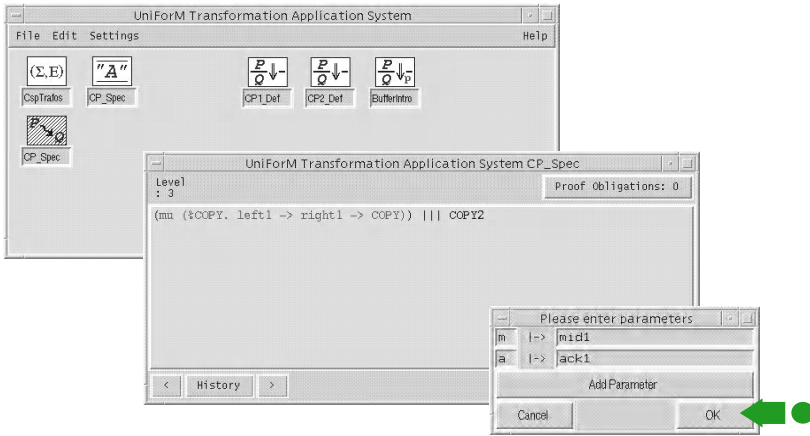 UniForM Transformation Application System
File Edit Settings Help
(Σ,E) "A" P/Q⇓- P/Q⇓- P/Q⇓p
CspTrafos CP_Spec CP1_Def CP2_Def BufferIntro
P Q
CP_Spec
UniForM Transformation Application System CP_Spec
Level
: 3
Proof Obligations: 0
(mu (%COPY. left1 -> right1 -> COPY)) ||| COPY2
< History >
Please enter parameters
m |-> mid1
a |-> ack1
Add Parameter
Cancel OK